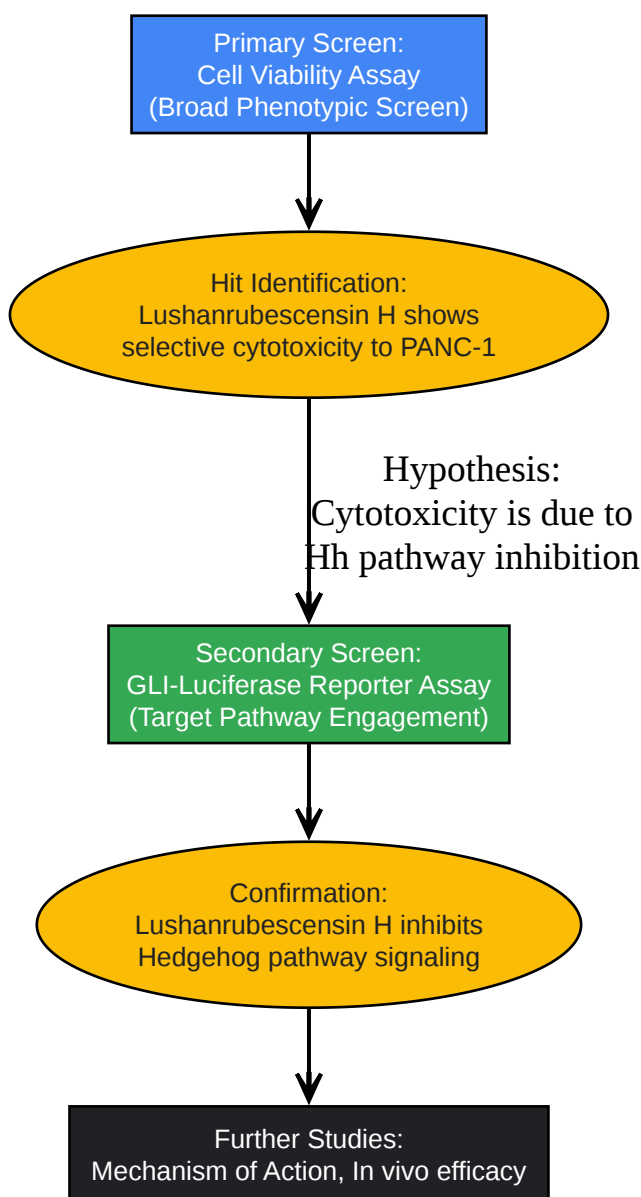 Primary Screen:
Cell Viability Assay
(Broad Phenotypic Screen)
Hit Identification:
Lushanrubescensin H shows
selective cytotoxicity to PANC-1
Hypothesis:
Cytotoxicity is due to
Hh pathway inhibition
Secondary Screen:
GLI-Luciferase Reporter Assay
(Target Pathway Engagement)
Confirmation:
Lushanrubescensin H inhibits
Hedgehog pathway signaling
Further Studies:
Mechanism of Action, In vivo efficacy